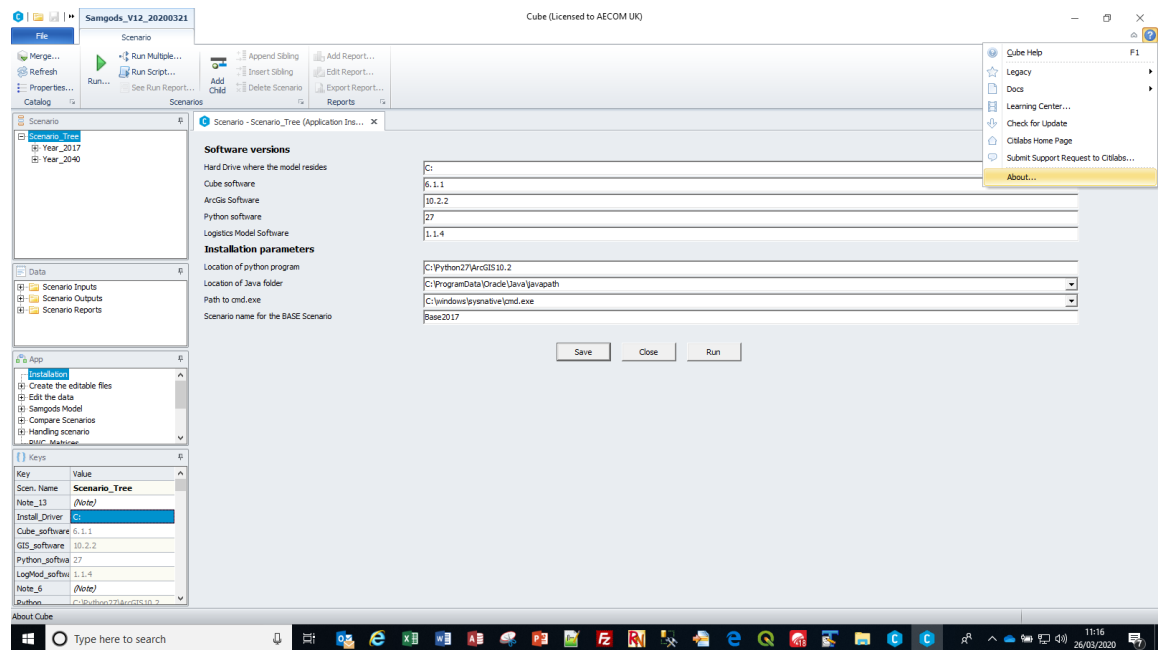 Samgods_V12_20200321
Cube (Licensed to AECOM UK)
File
Scenario
Merge...
Refresh
Properties...
Catalog
Run...
Run Multiple...
Run Script...
See Run Report...
Add Child
Append Sibling
Insert Sibling
Delete Scenario
Scenarios
Add Report...
Edit Report...
Export Report...
Reports
Cube Help F1
Legacy
Docs
Learning Center...
Check for Update
Citilabs Home Page
Submit Support Request to Citilabs...
About...
Scenario
Scenario_Tree
Year_2017
Year_2040
Scenario - Scenario_Tree (Application Ins...
Software versions
Hard Drive where the model resides C:
Cube software 6.1.1
ArcGis Software 10.2.2
Python software 27
Logistics Model Software 1.1.4
Installation parameters
Location of python program C:\Python27\ArcGIS10.2
Location of Java folder C:\ProgramData\Oracle\Java\javapath
Path to cmd.exe C:\windows\sysnative\cmd.exe
Scenario name for the BASE Scenario Base2017
Save Close Run
Data
Scenario Inputs
Scenario Outputs
Scenario Reports
App
Installation
Create the editable files
Edit the data
Samgods Model
Compare Scenarios
Handling scenario
PWC_Matrices
Keys
Key Value
Scen. Name Scenario_Tree
Note_13 (Note)
Install_Driver C:
Cube_software 6.1.1
GIS_software 10.2.2
Python_softwa 27
LogMod_softw 1.1.4
Note_6 (Note)
Python C:\Python27\ArcGIS10.2
About Cube
Type here to search
11:16
26/03/2020